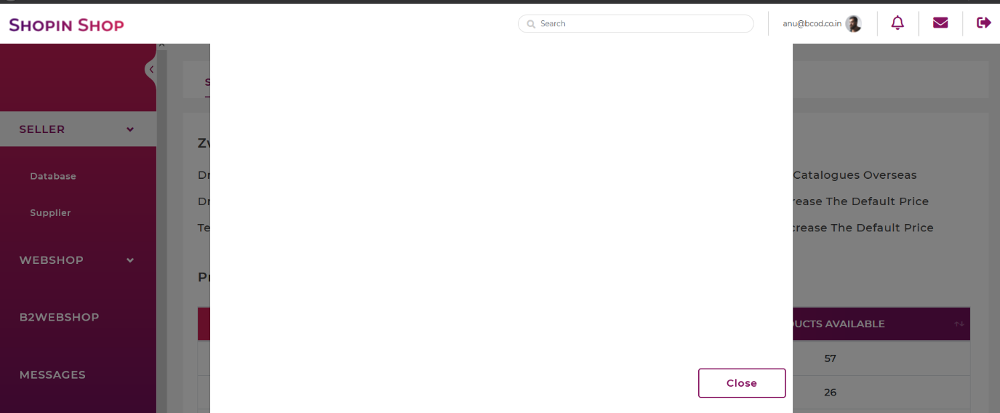 SHOPIN SHOP
Search
anu@bcod.co.in
S
SELLER
Database
Supplier
WEBSHOP
B2WEBSHOP
MESSAGES
Zv
Dr
Catalogues Overseas
Dr
rease The Default Price
Te
crease The Default Price
Pr
UCTS AVAILABLE
57
26
Close